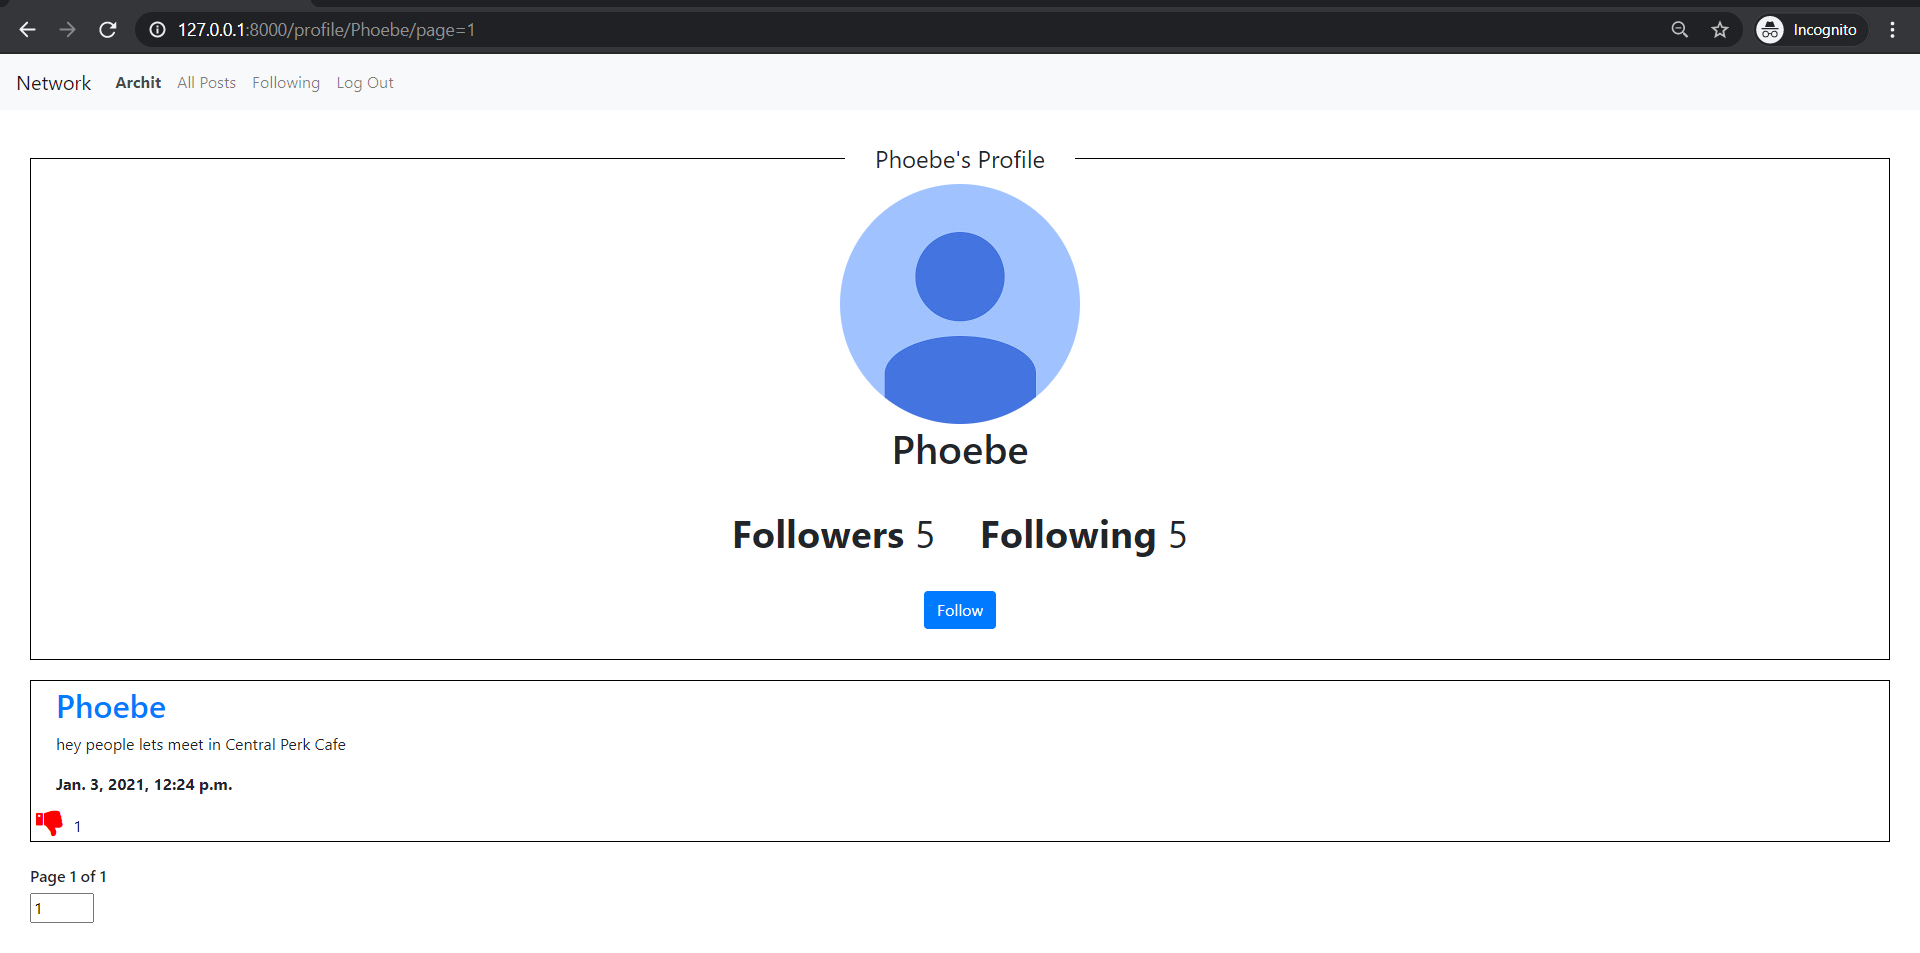 127.0.0.1:8000/profile/Phoebe/page=1 Incognito
Network Archit All Posts Following Log Out
Phoebe's Profile
Phoebe
Followers 5 Following 5
Follow
Phoebe
hey people lets meet in Central Perk Cafe
Jan. 3, 2021, 12:24 p.m.
1
Page 1 of 1
1